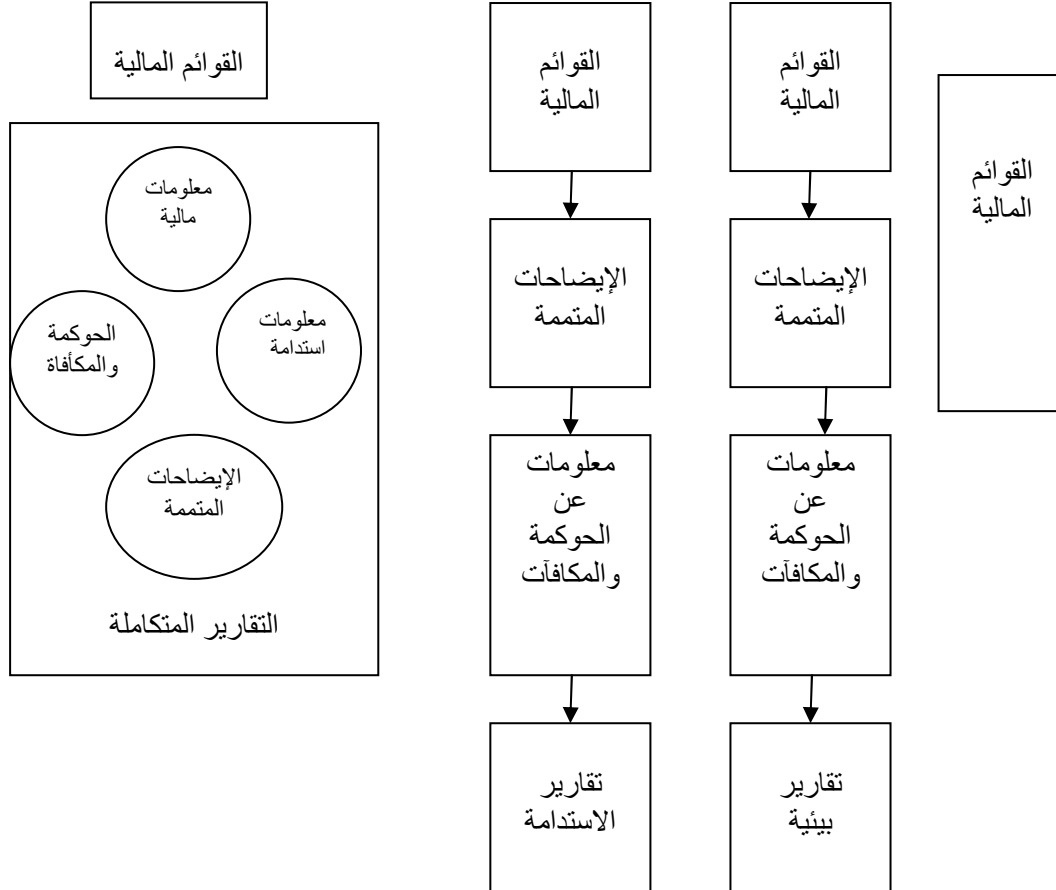 القوائم
المالية
القوائم
المالية
الإيضاحات
المتممة
معلومات
عن
الحوكمة
والمكافآت
تقارير
بيئية
القوائم
المالية
الإيضاحات
المتممة
معلومات
عن
الحوكمة
والمكافآت
تقارير
الاستدامة
القوائم المالية
معلومات
مالية
معلومات
استدامة
الحوكمة
والمكأفاة
الإيضاحات
المتممة
التقارير المتكاملة